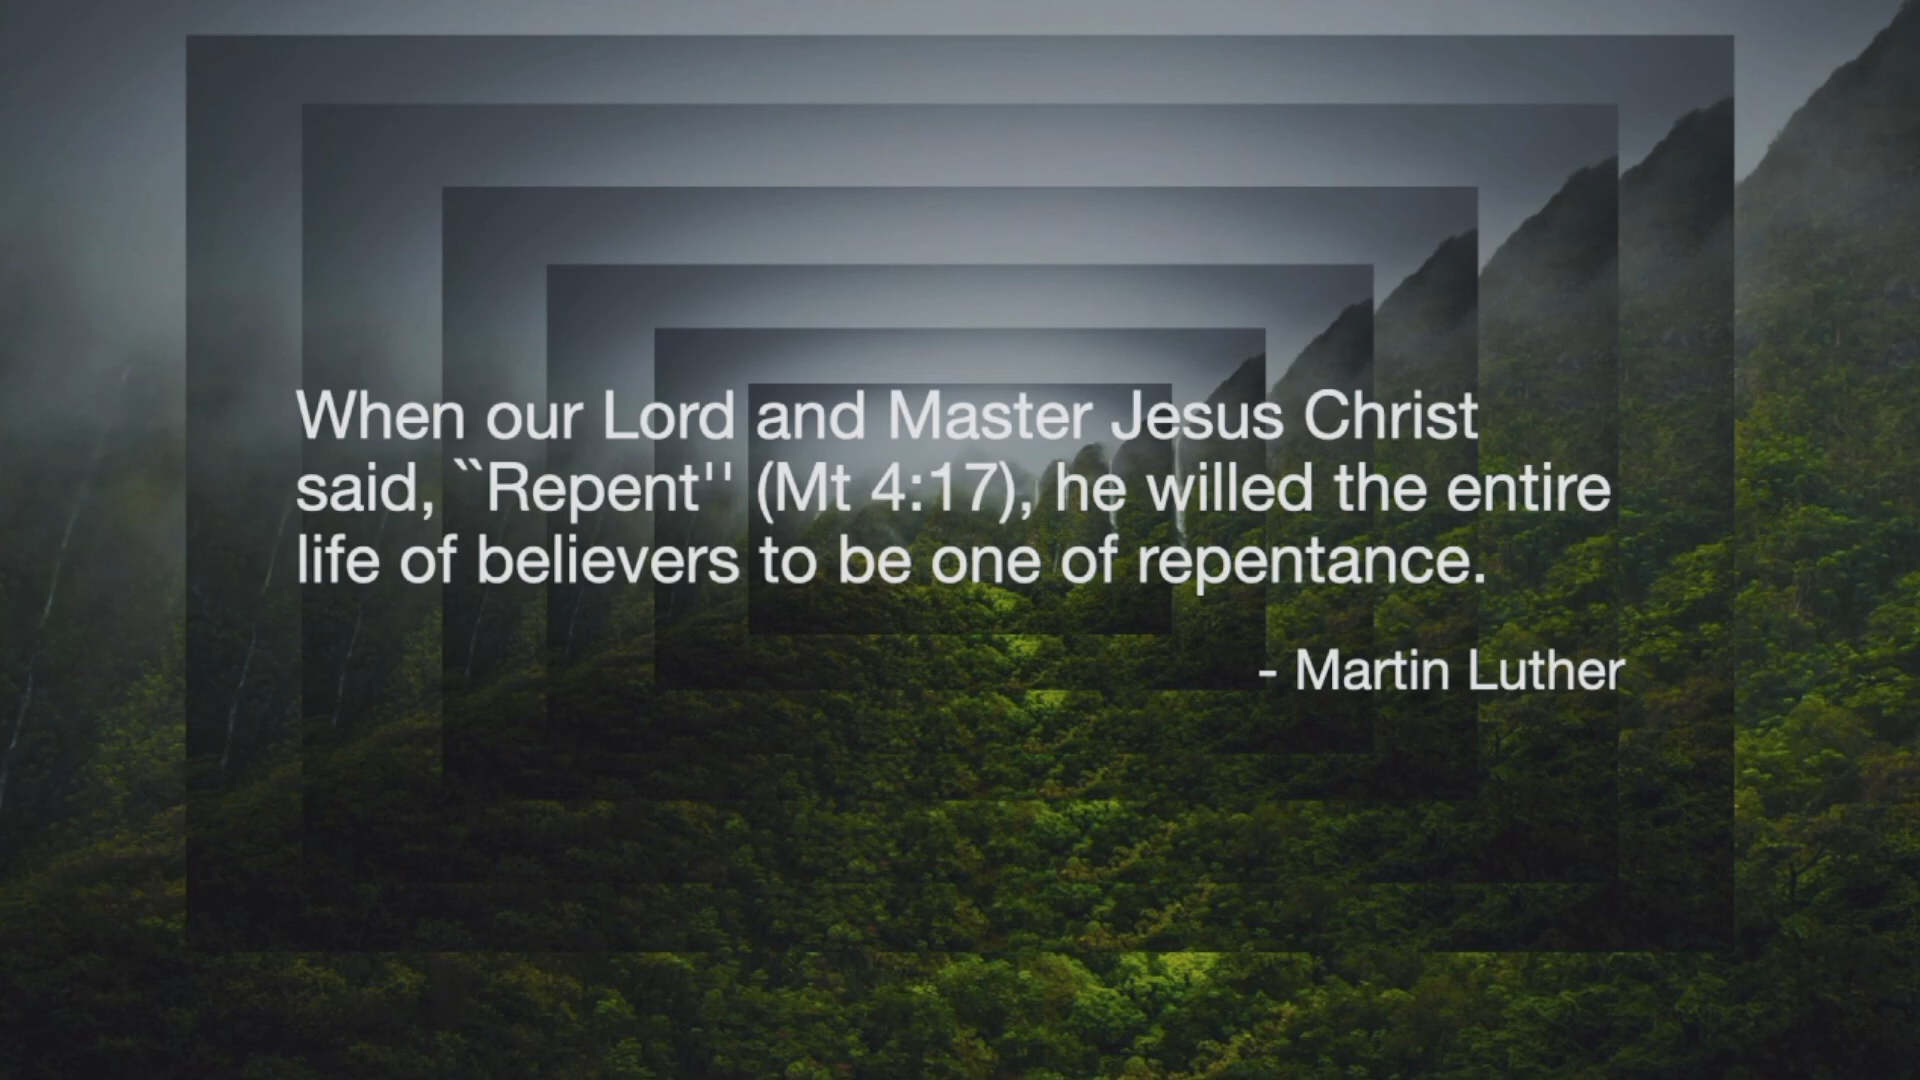 When our Lord and Master Jesus Christ
said, ``Repent'' (Mt 4:17), he willed the entire
life of believers to be one of repentance.
- Martin Luther